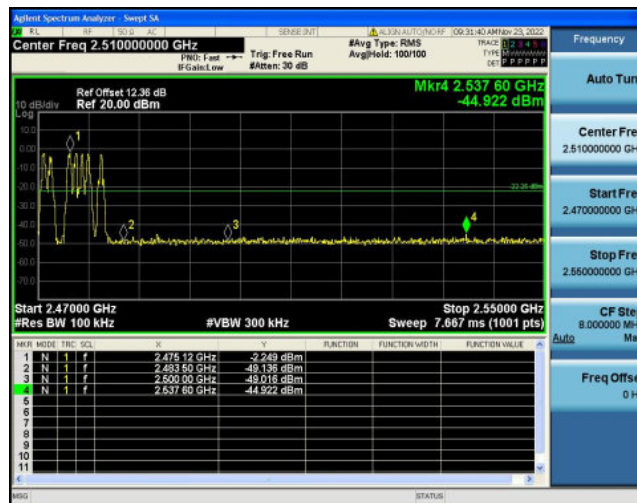 Agilent Spectrum Analyzer - Swept SA
RL RF 50 Ω AC SENSE:INT ALIGN AUTO/NO RF 09:31:40 AM Nov 23, 2022
Center Freq 2.510000000 GHz
PNO: Fast
IFGain:Low
Trig: Free Run
#Atten: 30 dB
#Avg Type: RMS
Avg|Hold: 100/100
TRACE 1 2 3 4 5 6
TYPE
DET P P P P P P
Ref Offset 12.36 dB
Ref 20.00 dBm
10 dB/div
Log
Mkr4 2.537 60 GHz
-44.922 dBm
10.0
0.00
-10.0
-20.0
-30.0
-40.0
-50.0
-60.0
-70.0
1
2
3
4
Start 2.47000 GHz
Stop 2.55000 GHz
#Res BW 100 kHz
#VBW 300 kHz
Sweep 7.667 ms (1001 pts)
MKR MODE TRC SCL X Y FUNCTION FUNCTION WIDTH FUNCTION VALUE
1 N 1 f 2.475 12 GHz -2.249 dBm
2 N 1 f 2.483 50 GHz -49.136 dBm
3 N 1 f 2.500 00 GHz -49.016 dBm
4 N 1 f 2.537 60 GHz -44.922 dBm
5
6
7
8
9
10
11
MSG
STATUS
Frequency
Auto Tun
Center Fre
2.510000000 GH
Start Fre
2.470000000 GH
Stop Fre
2.550000000 GH
CF Ste
8.000000 MH
Auto Ma
Freq Offse
0 H